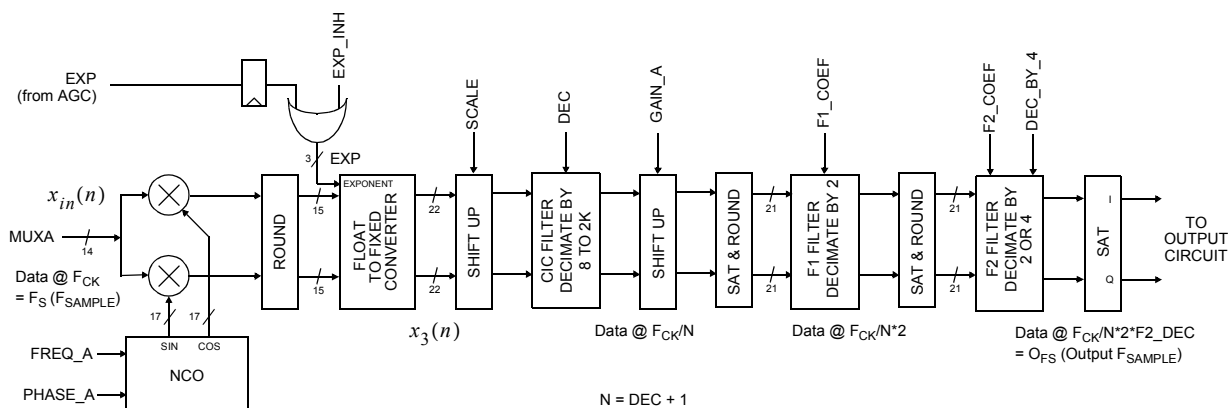 EXP
(from AGC)
EXP_INH
3
EXP
SCALE
DEC
GAIN_A
F1_COEF
F2_COEF
DEC_BY_4
x_in(n)
MUXA
14
Data @ F_CK
= F_S (F_SAMPLE)
ROUND
15
15
EXPONENT
FLOAT
TO FIXED
CONVERTER
22
22
SHIFT UP
CIC FILTER
DECIMATE BY
8 TO 2K
SHIFT UP
SAT & ROUND
21
21
F1 FILTER
DECIMATE BY 2
SAT & ROUND
21
21
F2 FILTER
DECIMATE BY
2 OR 4
I
SAT
Q
TO
OUTPUT
CIRCUIT
17
17
SIN
COS
NCO
FREQ_A
PHASE_A
x_3(n)
Data @ F_CK/N
Data @ F_CK/N*2
Data @ F_CK/N*2*F2_DEC
= O_FS (Output F_SAMPLE)
N = DEC + 1